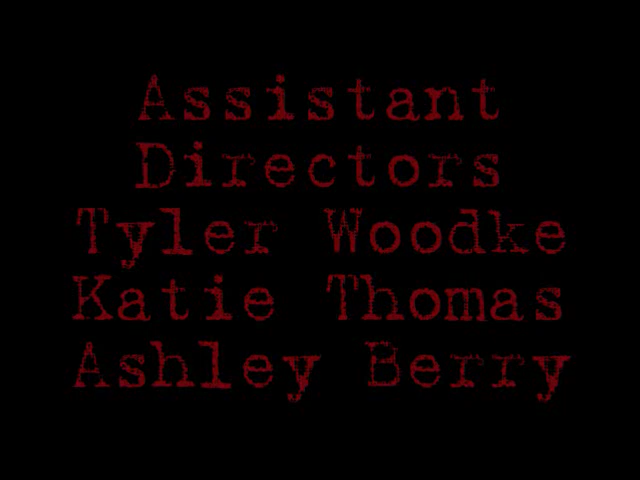 Assistant
Directors
Tyler Woodke
Katie Thomas
Ashley Berry